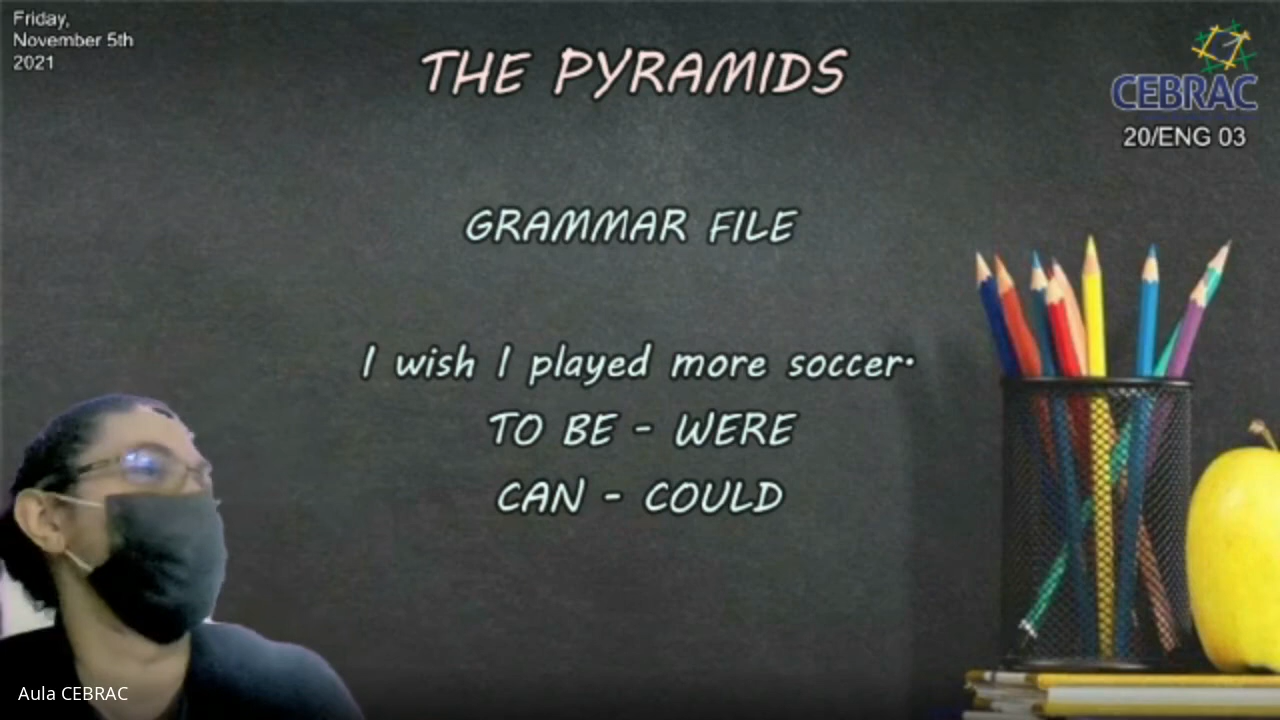 Friday,
November 5th
2021
THE PYRAMIDS
CEBRAC
20/ENG 03
GRAMMAR FILE
I wish I played more soccer.
TO BE - WERE
CAN - COULD
Aula CEBRAC